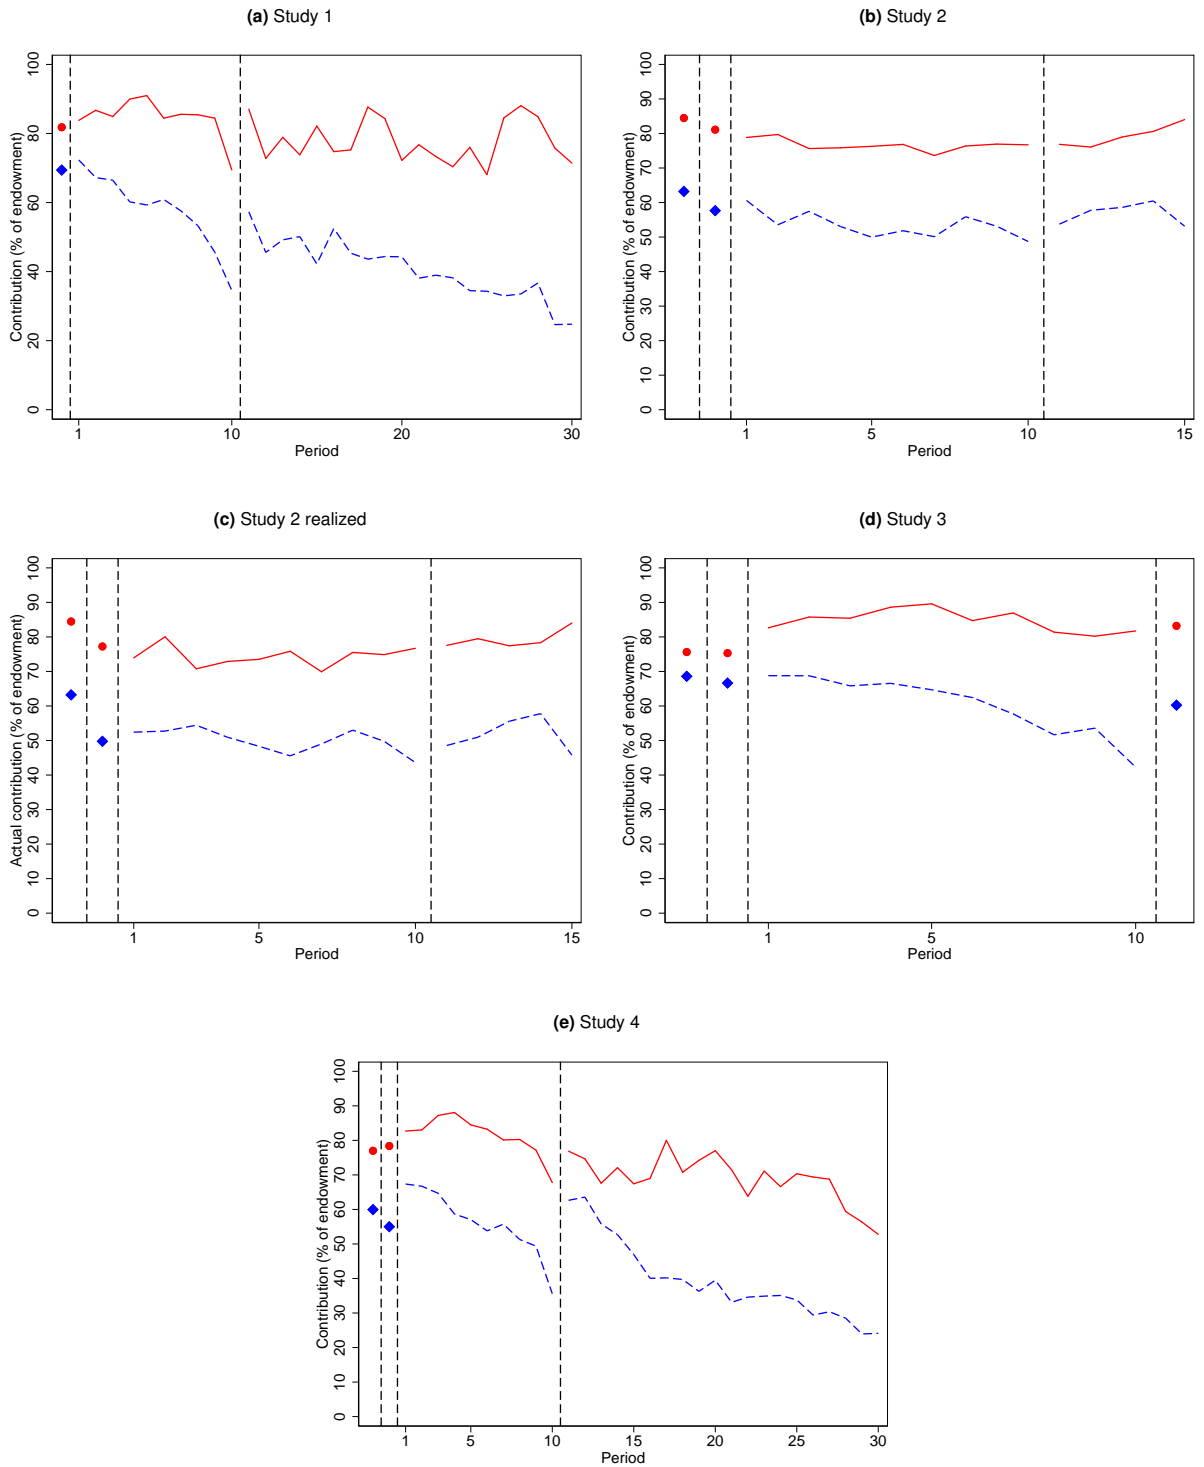 (a) Study 1
Contribution (% of endowment)
100
80
60
40
20
0
1 10 20 30
Period
(b) Study 2
Contribution (% of endowment)
100
90
80
70
60
50
40
30
20
10
0
1 5 10 15
Period
(c) Study 2 realized
Actual contribution (% of endowment)
100
90
80
70
60
50
40
30
20
10
0
1 5 10 15
Period
(d) Study 3
Contribution (% of endowment)
100
90
80
70
60
50
40
30
20
10
0
1 5 10
Period
(e) Study 4
Contribution (% of endowment)
100
90
80
70
60
50
40
30
20
10
0
1 5 10 15 20 25 30
Period